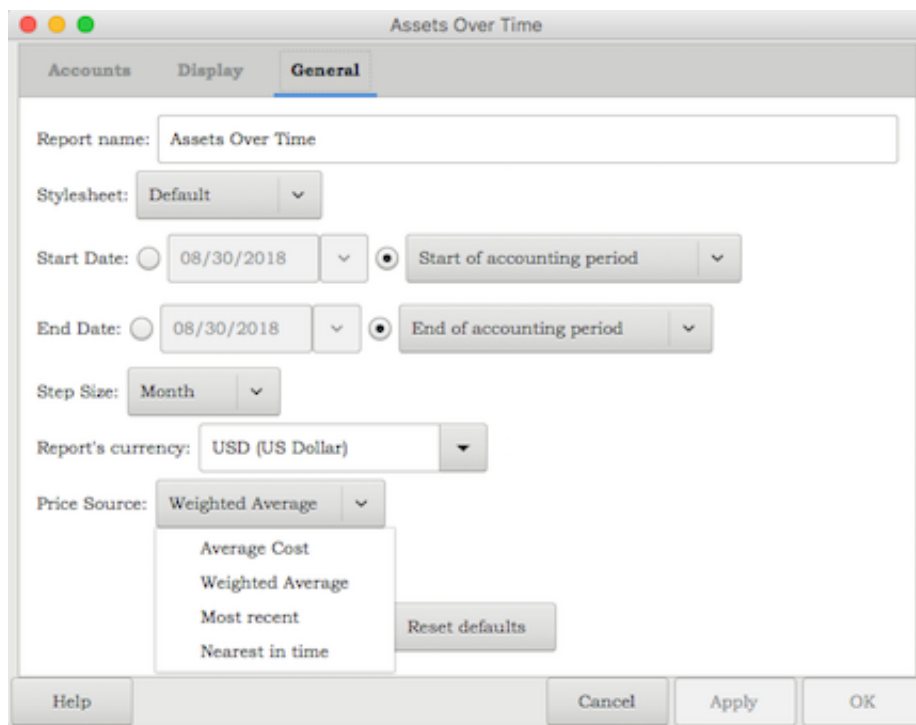 Assets Over Time
Accounts Display General
Report name: Assets Over Time
Stylesheet: Default
Start Date: 08/30/2018 Start of accounting period
End Date: 08/30/2018 End of accounting period
Step Size: Month
Report's currency: USD (US Dollar)
Price Source: Weighted Average
Average Cost
Weighted Average
Most recent
Reset defaults
Nearest in time
Help Cancel Apply OK